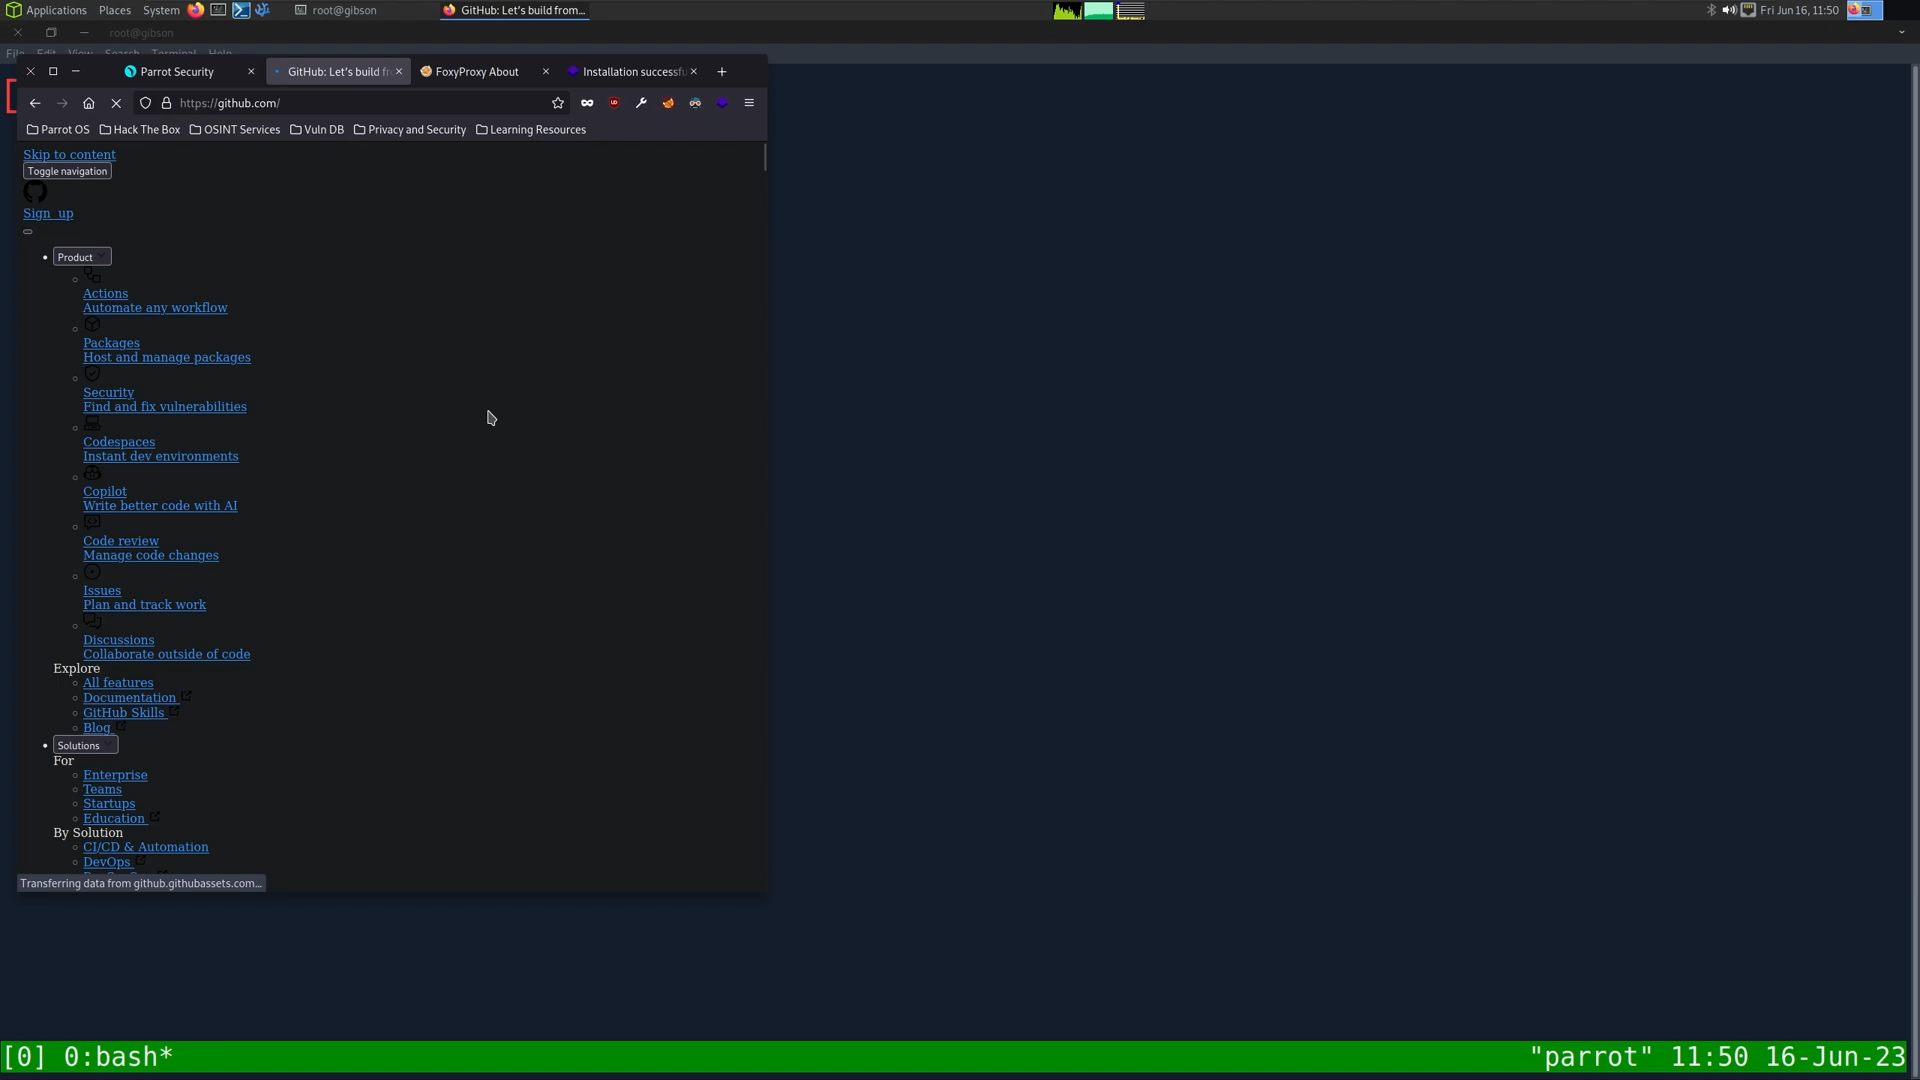 Applications Places System root@gibson GitHub: Let's build from... Fri Jun 16, 11:50
root@gibson
File Edit View Search Terminal Help
Parrot Security GitHub: Let's build fr FoxyProxy About Installation successfu
https://github.com/
Parrot OS Hack The Box OSINT Services Vuln DB Privacy and Security Learning Resources
Skip to content
Toggle navigation
Sign up
Product
Actions
Automate any workflow
Packages
Host and manage packages
Security
Find and fix vulnerabilities
Codespaces
Instant dev environments
Copilot
Write better code with AI
Code review
Manage code changes
Issues
Plan and track work
Discussions
Collaborate outside of code
Explore
All features
Documentation
GitHub Skills
Blog
Solutions
For
Enterprise
Teams
Startups
Education
By Solution
CI/CD & Automation
DevOps
Transferring data from github.githubassets.com...
[0] 0:bash* "parrot" 11:50 16-Jun-23